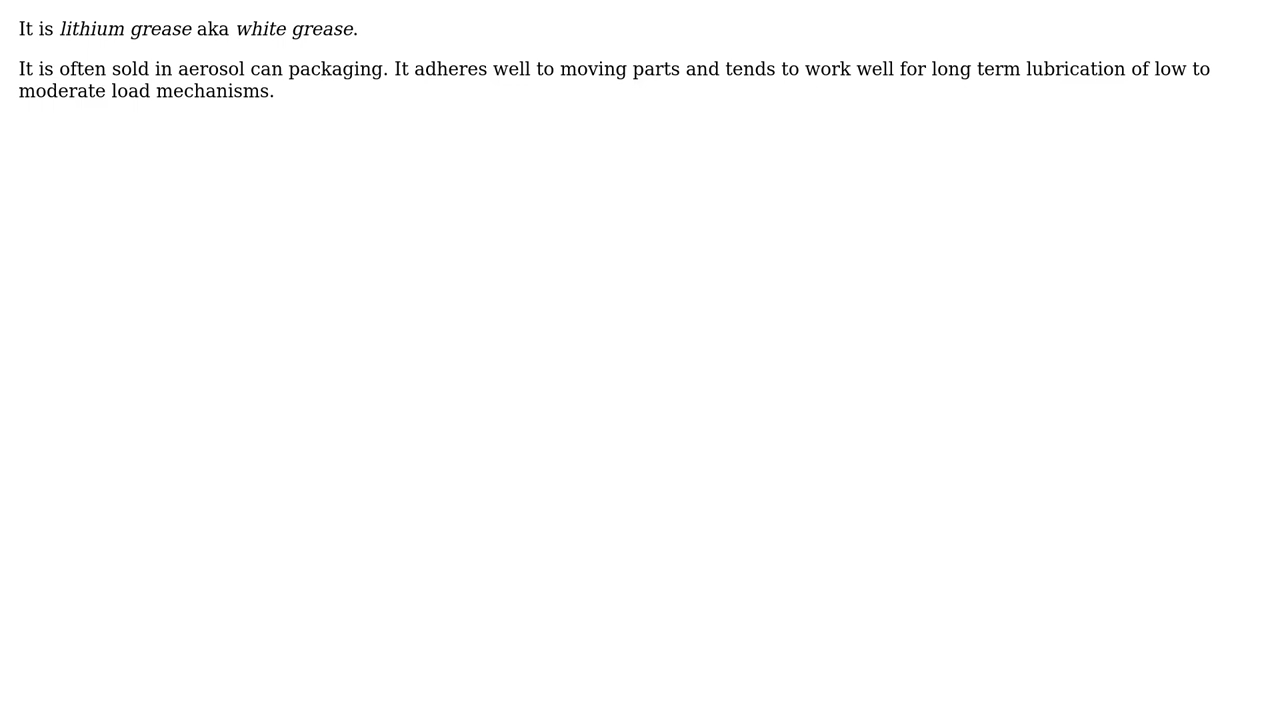 It is lithium grease aka white grease.
It is often sold in aerosol can packaging. It adheres well to moving parts and tends to work well for long term lubrication of low to
moderate load mechanisms.